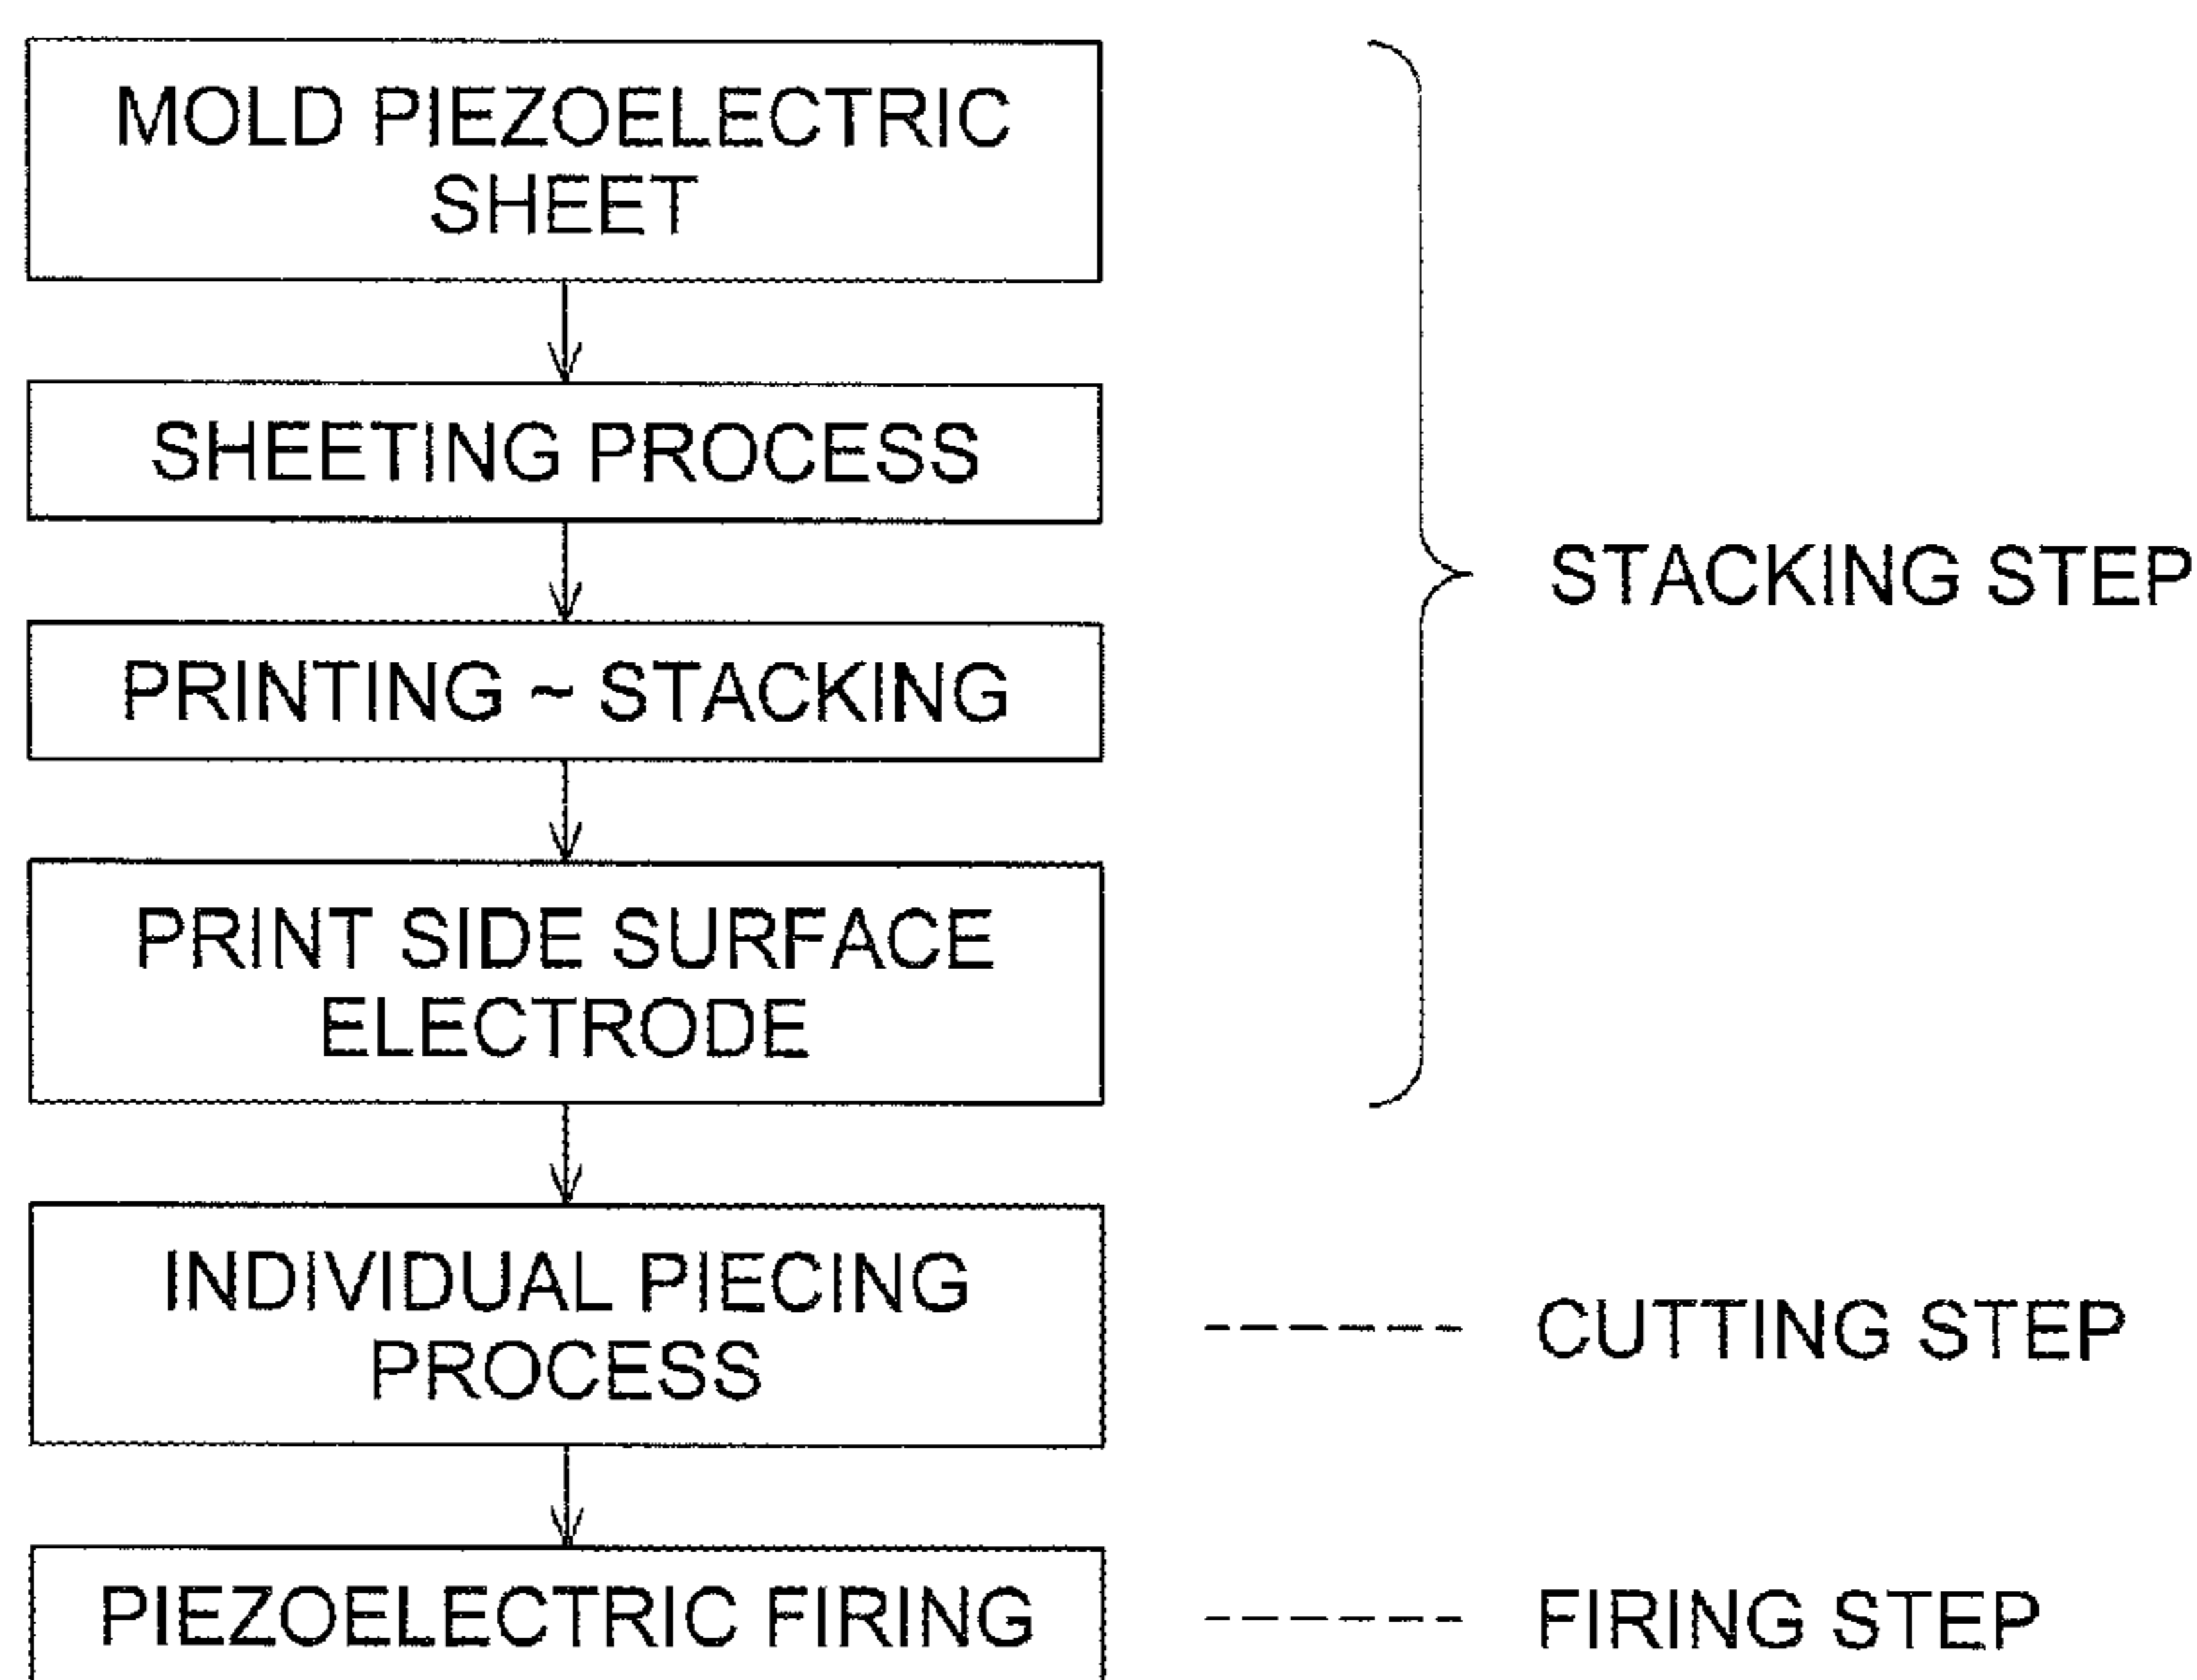 MOLD PIEZOELECTRIC
SHEET
SHEETING PROCESS
PRINTING ~ STACKING
PRINT SIDE SURFACE
ELECTRODE
STACKING STEP
INDIVIDUAL PIECING
PROCESS
CUTTING STEP
PIEZOELECTRIC FIRING
FIRING STEP